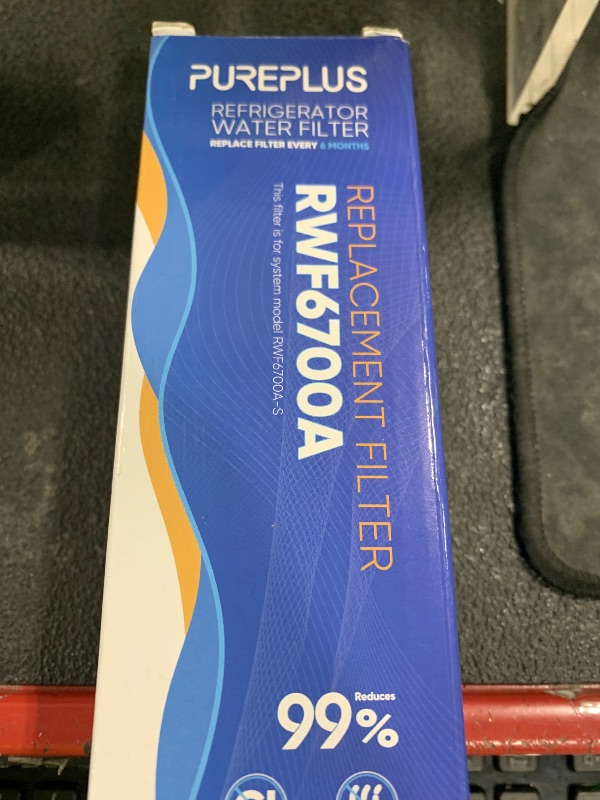 PUREPLUS
REFRIGERATOR
WATER FILTER
REPLACE FILTER EVERY 6 MONTHS
REPLACEMENT FILTER
RWF6700A
This filter is for system model RWF6700A-S
Reduces
99%